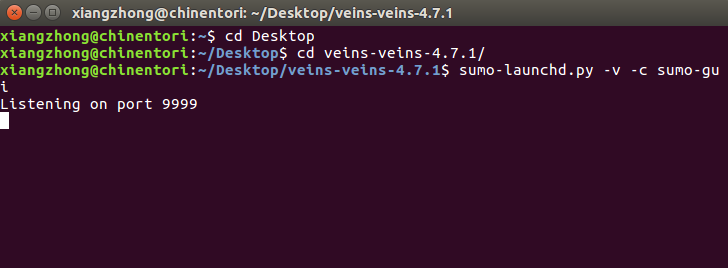 xiangzhong@chinentori: ~/Desktop/veins-veins-4.7.1
xiangzhong@chinentori:~$ cd Desktop
xiangzhong@chinentori:~/Desktop$ cd veins-veins-4.7.1/
xiangzhong@chinentori:~/Desktop/veins-veins-4.7.1$ sumo-launchd.py -v -c sumo-gu
i
Listening on port 9999